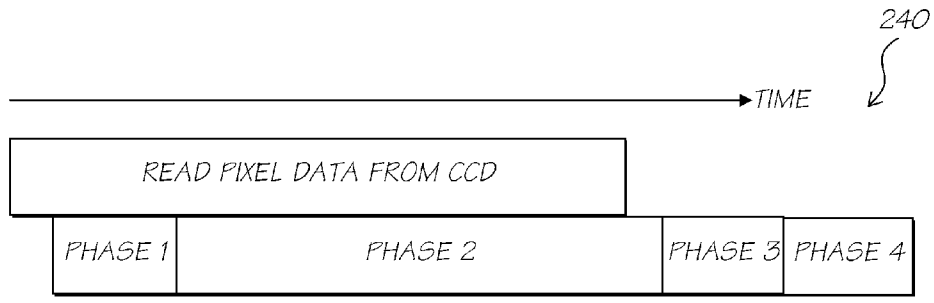 240
TIME
READ PIXEL DATA FROM CCD
PHASE 1 PHASE 2 PHASE 3 PHASE 4